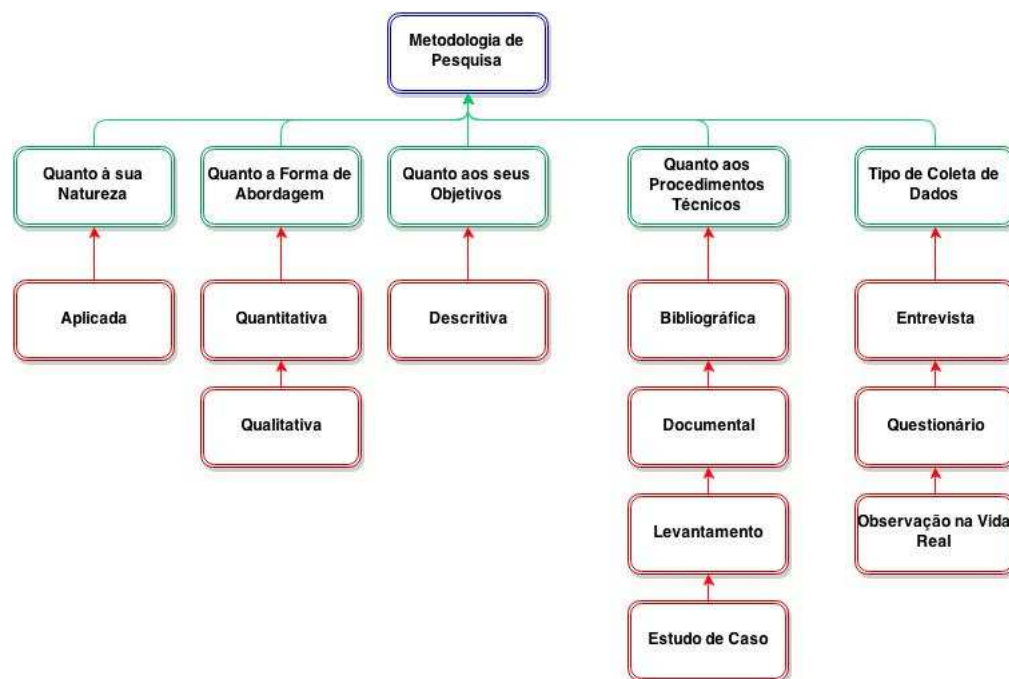 Metodologia de
Pesquisa
Quanto à sua
Natureza
Quanto a Forma de
Abordagem
Quanto aos seus
Objetivos
Quanto aos
Procedimentos
Técnicos
Tipo de Coleta de
Dados
Aplicada
Quantitativa
Descritiva
Bibliográfica
Entrevista
Qualitativa
Documental
Questionário
Levantamento
Observação na Vida
Real
Estudo de Caso